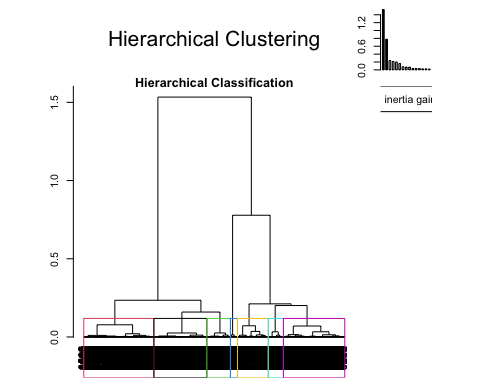 Hierarchical Clustering
Hierarchical Classification
0.0 0.5 1.0 1.5
0.0 0.6 1.2
inertia gai